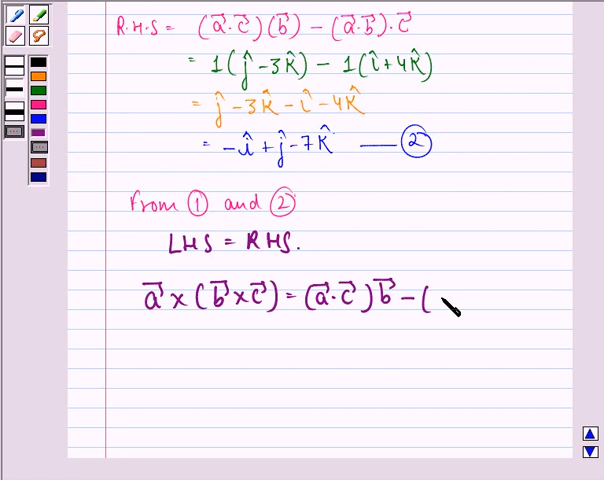 R.H.S = (a⃗·c⃗)(b⃗) − (a⃗·b⃗)·c⃗
= 1(ĵ − 3k̂) − 1(î + 4k̂)
= ĵ − 3k̂ − î − 4k̂
= −î + ĵ − 7k̂ —— ②
From ① and ②
LHS = RHS.
a⃗ × (b⃗ × c⃗) = (a⃗·c⃗)b⃗ − (